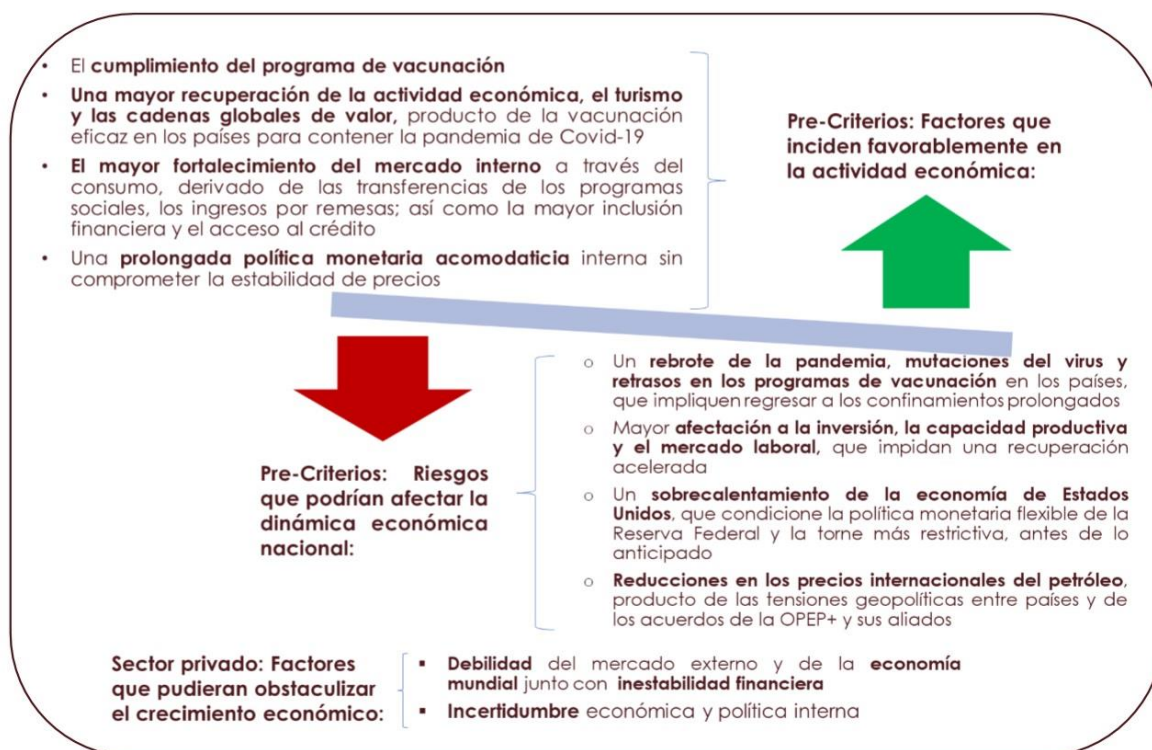 • El cumplimiento del programa de vacunación
• Una mayor recuperación de la actividad económica, el turismo
y las cadenas globales de valor, producto de la vacunación
eficaz en los países para contener la pandemia de Covid-19
• El mayor fortalecimiento del mercado interno a través del
consumo, derivado de las transferencias de los programas
sociales, los ingresos por remesas; así como la mayor inclusión
financiera y el acceso al crédito
• Una prolongada política monetaria acomodaticia interna sin
comprometer la estabilidad de precios
Pre-Criterios: Factores que
inciden favorablemente en
la actividad económica:
Pre-Criterios: Riesgos
que podrían afectar la
dinámica económica
nacional:
o Un rebrote de la pandemia, mutaciones del virus y
retrasos en los programas de vacunación en los países,
que impliquen regresar a los confinamientos prolongados
o Mayor afectación a la inversión, la capacidad productiva
y el mercado laboral, que impidan una recuperación
acelerada
o Un sobrecalentamiento de la economía de Estados
Unidos, que condicione la política monetaria flexible de la
Reserva Federal y la torne más restrictiva, antes de lo
anticipado
o Reducciones en los precios internacionales del petróleo,
producto de las tensiones geopolíticas entre países y de
los acuerdos de la OPEP+ y sus aliados
Sector privado: Factores
que pudieran obstaculizar
el crecimiento económico:
▪ Debilidad del mercado externo y de la economía
mundial junto con inestabilidad financiera
▪ Incertidumbre económica y política interna